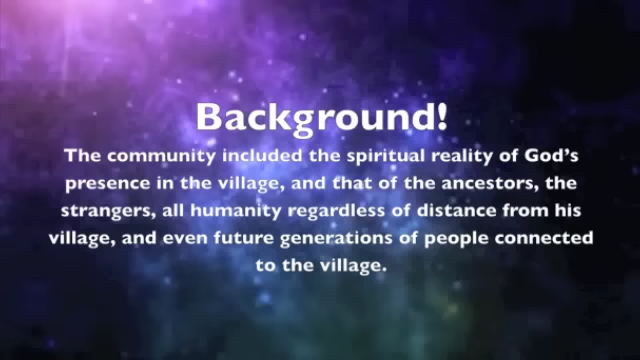 Background!
The community included the spiritual reality of God's
presence in the village, and that of the ancestors, the
strangers, all humanity regardless of distance from his
village, and even future generations of people connected
to the village.